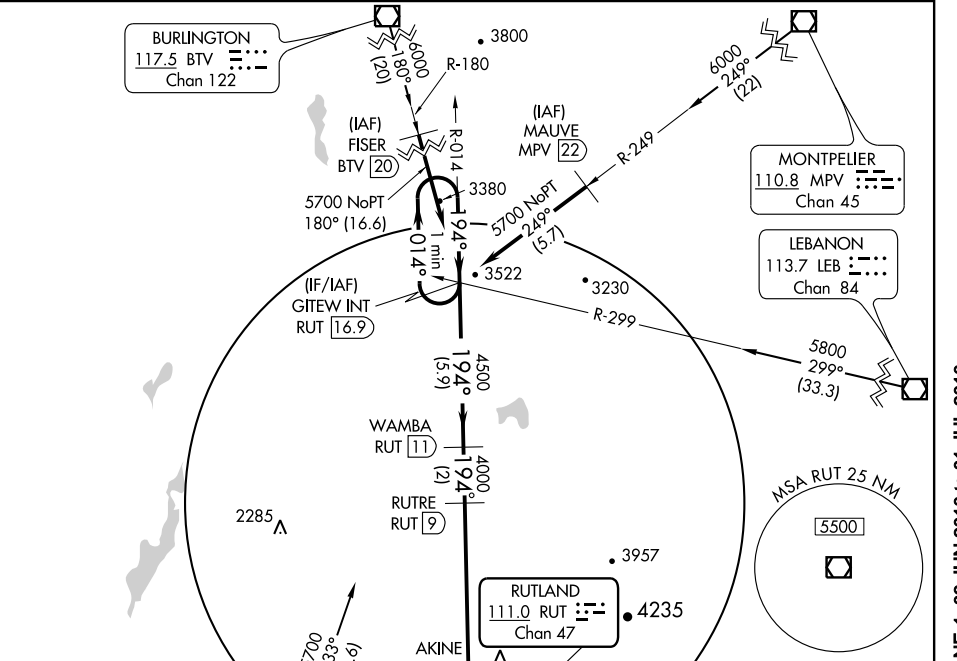 BURLINGTON
117.5 BTV
Chan 122
6000
180°
(20)
3800
R-180
(IAF)
FISER
BTV 20
R-014
(IAF)
MAUVE
MPV 22
6000
249°
(22)
R-249
MONTPELIER
110.8 MPV
Chan 45
5700 NoPT
180° (16.6)
3380
5700 NoPT
249°
(5.7)
014°
1 min
194°
LEBANON
113.7 LEB
Chan 84
3522
3230
(IF/IAF)
GITEW INT
RUT 16.9
R-299
5800
299°
(33.3)
4500
194°
(5.9)
WAMBA
RUT 11
4000
194°
(2)
RUTRE
RUT 9
2285
3957
MSA RUT 25 NM
5500
RUTLAND
111.0 RUT
Chan 47
4235
AKINE